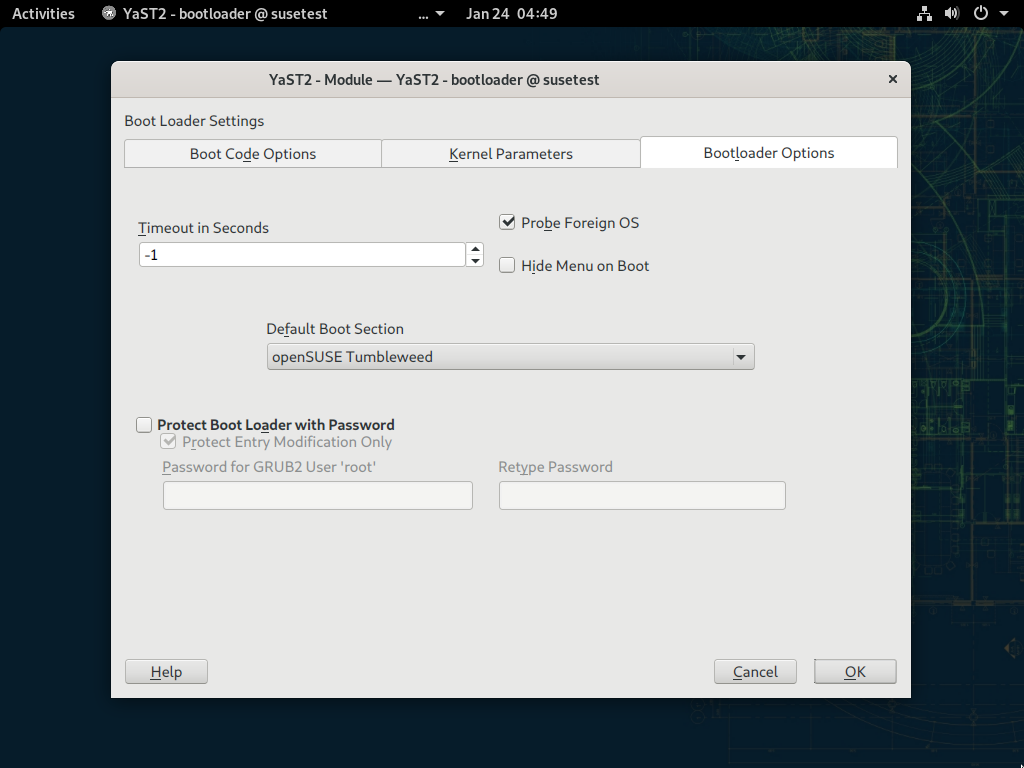 Activities YaST2 - bootloader @ susetest ... Jan 24 04:49
YaST2 - Module — YaST2 - bootloader @ susetest
Boot Loader Settings
Boot Code Options Kernel Parameters Bootloader Options
Timeout in Seconds
Probe Foreign OS
-1
Hide Menu on Boot
Default Boot Section
openSUSE Tumbleweed
Protect Boot Loader with Password
Protect Entry Modification Only
Password for GRUB2 User 'root' Retype Password
Help Cancel OK